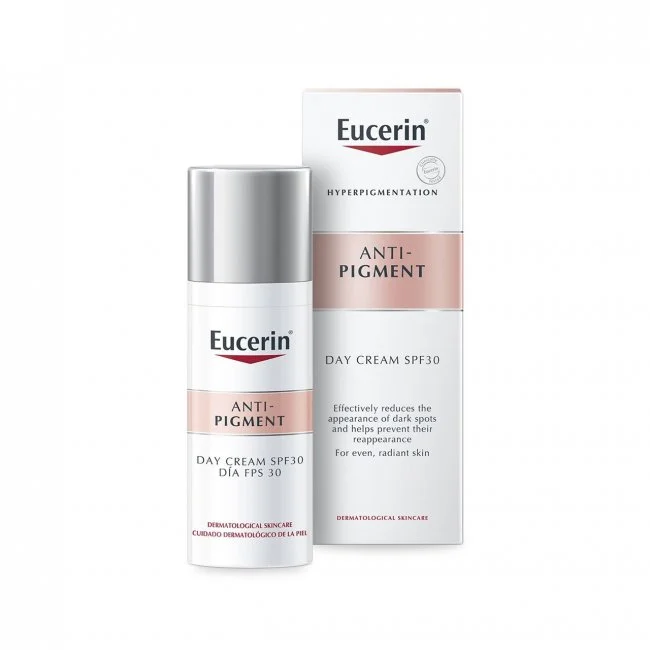 Eucerin®
HYPERPIGMENTATION
ANTI-
PIGMENT
DAY CREAM SPF30
Effectively reduces the
appearance of dark spots
and helps prevent their
reappearance
For even, radiant skin
DERMATOLOGICAL SKINCARE
Eucerin®
ANTI-
PIGMENT
DAY CREAM SPF30
DÍA FPS 30
DERMATOLOGICAL SKINCARE
CUIDADO DERMATOLÓGICO DE LA PIEL